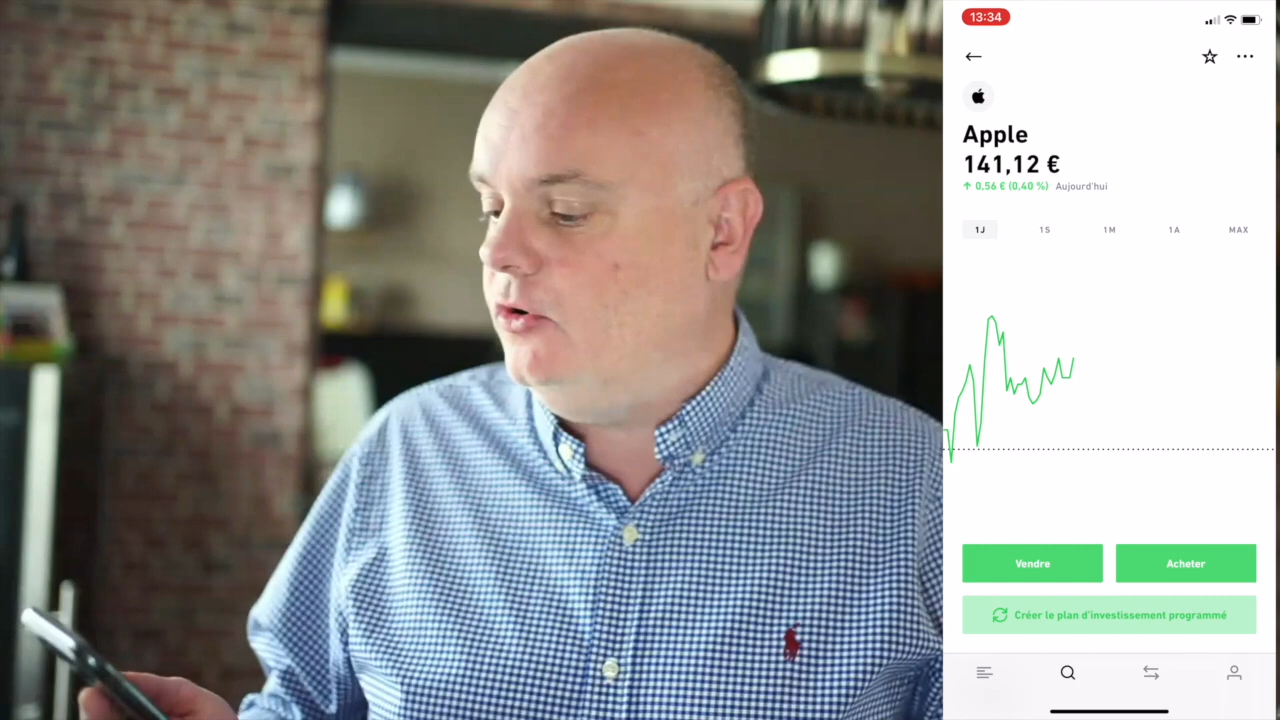 13:34
Apple
141,12 €
↑ 0,56 € (0,40 %) Aujourd'hui
1J 1S 1M 1A MAX
Vendre Acheter
Créer le plan d'investissement programmé